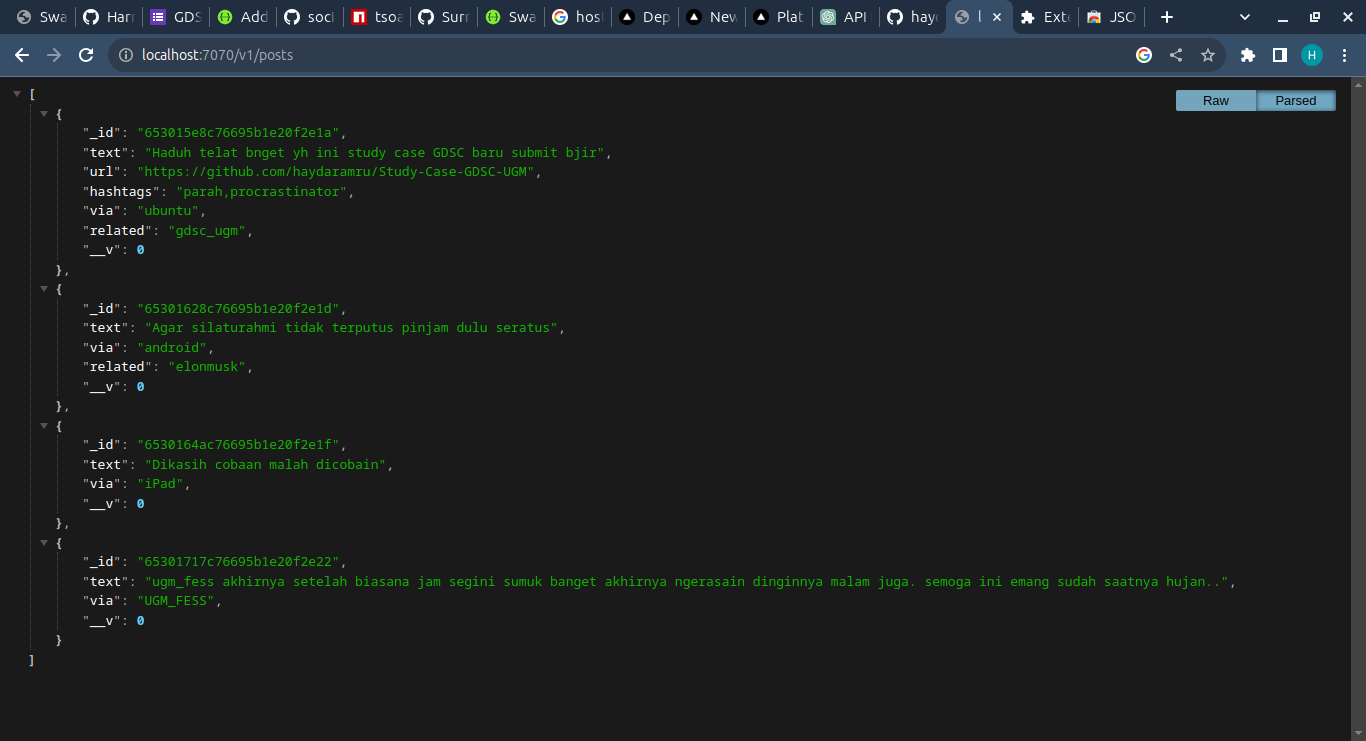 Swa
Harr
GDS
Add
soci
tsoa
Surr
Swa
host
Dep
New
Plat
API
hayd
l
Exte
JSO
localhost:7070/v1/posts
H
Raw
Parsed
[
{
"_id": "653015e8c76695b1e20f2e1a",
"text": "Haduh telat bnget yh ini study case GDSC baru submit bjir",
"url": "https://github.com/haydaramru/Study-Case-GDSC-UGM",
"hashtags": "parah,procrastinator",
"via": "ubuntu",
"related": "gdsc_ugm",
"__v": 0
},
{
"_id": "65301628c76695b1e20f2e1d",
"text": "Agar silaturahmi tidak terputus pinjam dulu seratus",
"via": "android",
"related": "elonmusk",
"__v": 0
},
{
"_id": "6530164ac76695b1e20f2e1f",
"text": "Dikasih cobaan malah dicobain",
"via": "iPad",
"__v": 0
},
{
"_id": "65301717c76695b1e20f2e22",
"text": "ugm_fess akhirnya setelah biasana jam segini sumuk banget akhirnya ngerasain dinginnya malam juga. semoga ini emang sudah saatnya hujan..",
"via": "UGM_FESS",
"__v": 0
}
]